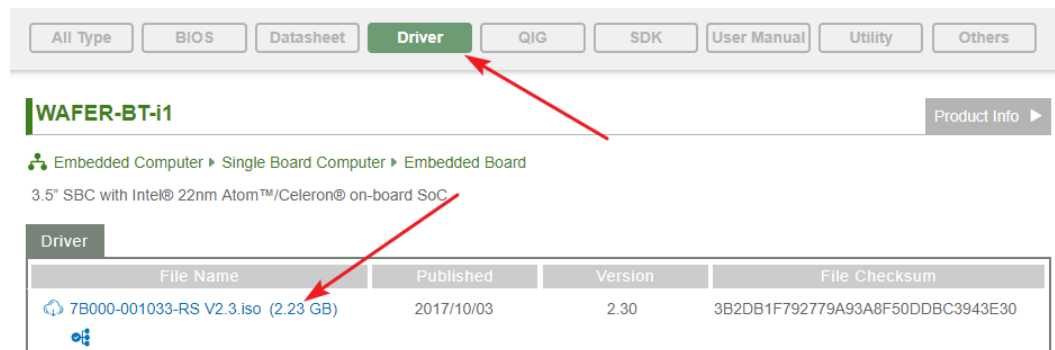 All Type BIOS Datasheet Driver QIG SDK User Manual Utility Others
WAFER-BT-i1
Product Info
Embedded Computer Single Board Computer Embedded Board
3.5” SBC with Intel® 22nm Atom™/Celeron® on-board SoC
Driver
File Name Published Version File Checksum
7B000-001033-RS V2.3.iso (2.23 GB) 2017/10/03 2.30 3B2DB1F792779A93A8F50DDBC3943E30